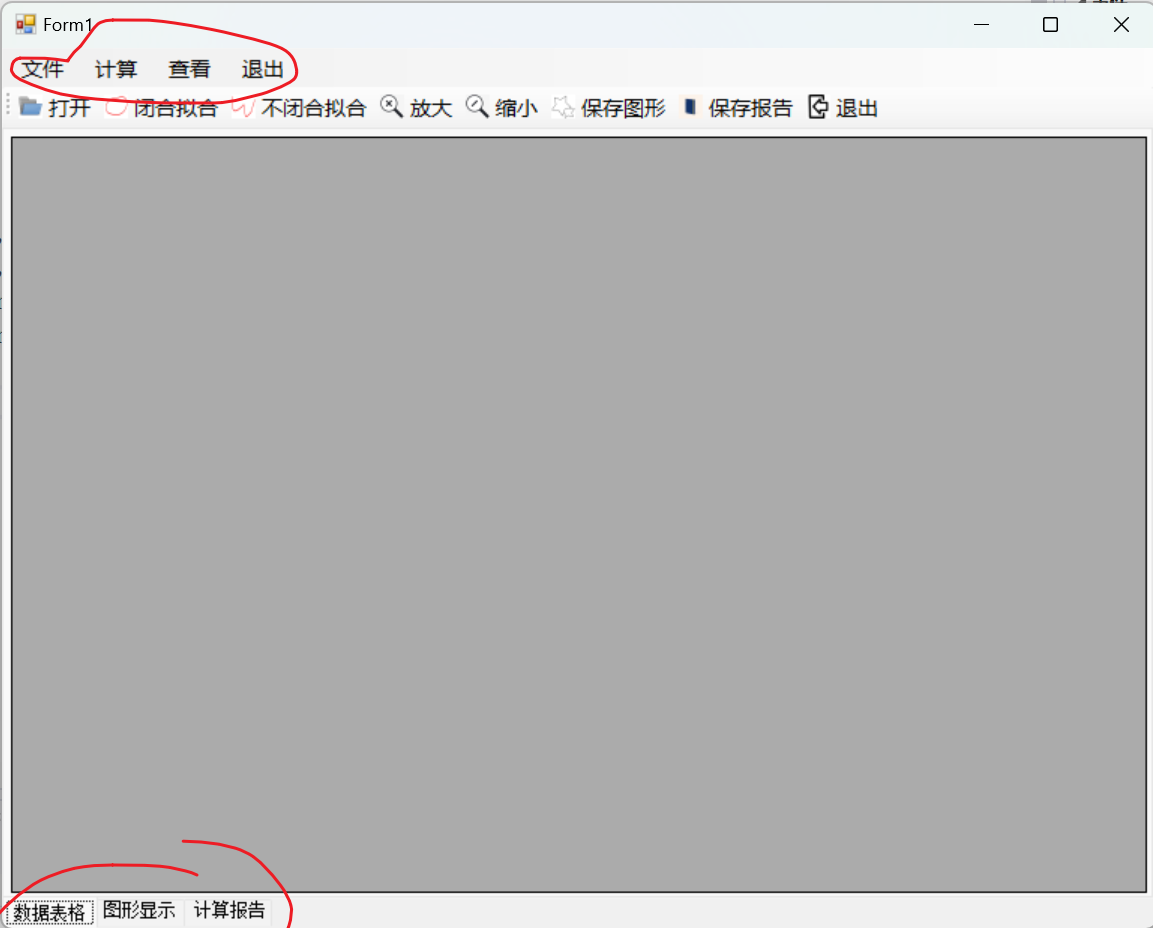 Form1
文件 计算 查看 退出
打开 闭合拟合 不闭合拟合 放大 缩小 保存图形 保存报告 退出
数据表格 图形显示 计算报告